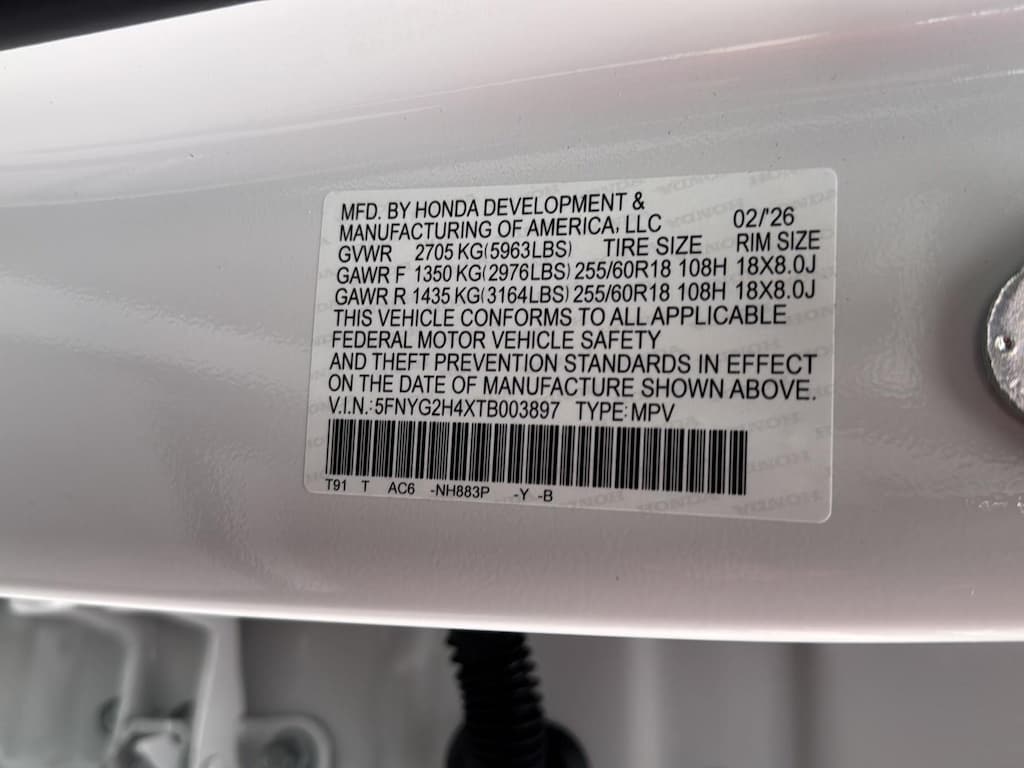 MFD. BY HONDA DEVELOPMENT &
MANUFACTURING OF AMERICA, LLC 02/'26
GVWR 2705 KG(5963LBS) TIRE SIZE RIM SIZE
GAWR F 1350 KG(2976LBS) 255/60R18 108H 18X8.0J
GAWR R 1435 KG(3164LBS) 255/60R18 108H 18X8.0J
THIS VEHICLE CONFORMS TO ALL APPLICABLE
FEDERAL MOTOR VEHICLE SAFETY
AND THEFT PREVENTION STANDARDS IN EFFECT
ON THE DATE OF MANUFACTURE SHOWN ABOVE.
V.I.N.: 5FNYG2H4XTB003897 TYPE: MPV
T91 T AC6 -NH883P -Y -B